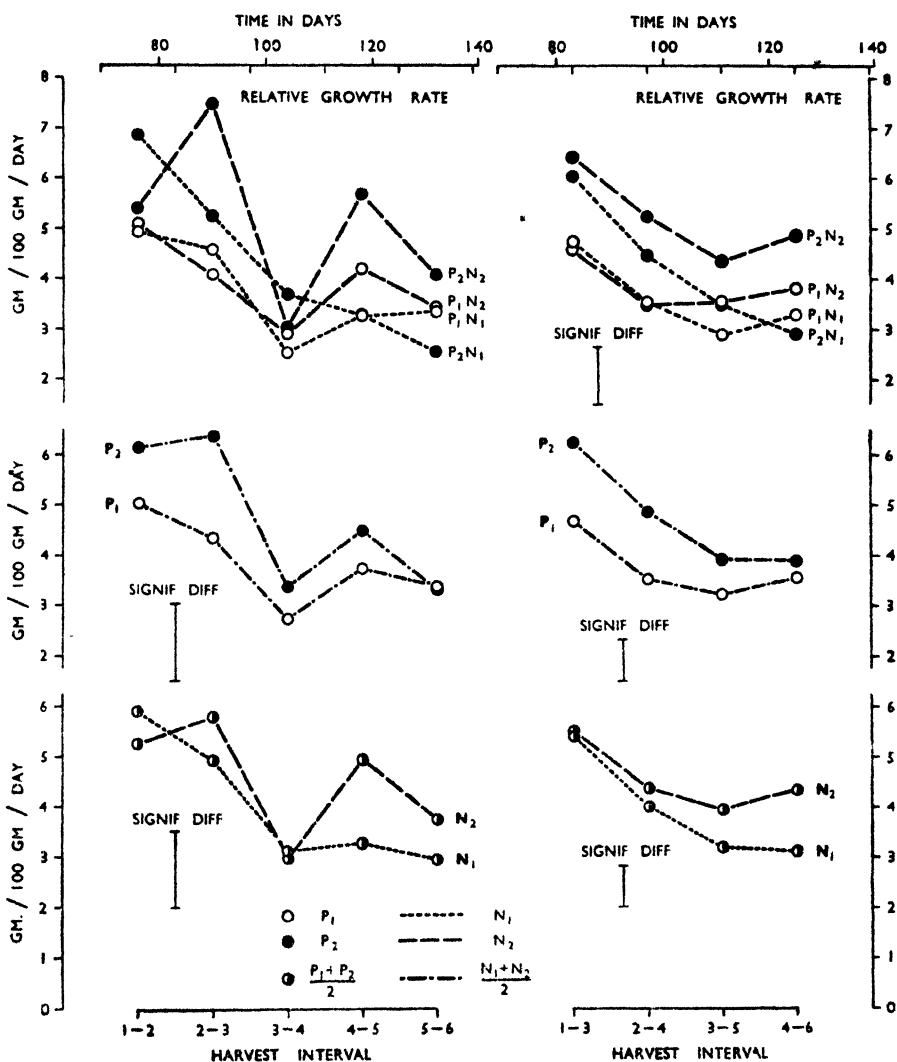 TIME IN DAYS
80 100 120 140
RELATIVE GROWTH RATE
8
7
6
5
4
3
2
GM / 100 GM / DAY
P₂N₂
P₁N₂
P₁N₁
P₂N₁
TIME IN DAYS
80 100 120 140
RELATIVE GROWTH RATE
8
7
6
5
4
3
2
P₂N₂
P₁N₂
P₁N₁
P₂N₁
SIGNIF DIFF
6
5
4
3
2
GM / 100 GM / DAY
P₂
P₁
SIGNIF DIFF
P₂
P₁
SIGNIF DIFF
6
5
4
3
2
6
5
4
3
2
1
0
GM. / 100 GM / DAY
SIGNIF DIFF
N₂
N₁
SIGNIF DIFF
N₂
N₁
6
5
4
3
2
1
0
P₁ N₁
P₂ N₂
P₁+P₂ N₁+N₂
2 2
1–2 2–3 3–4 4–5 5–6
HARVEST INTERVAL
1–3 2–4 3–5 4–6
HARVEST INTERVAL